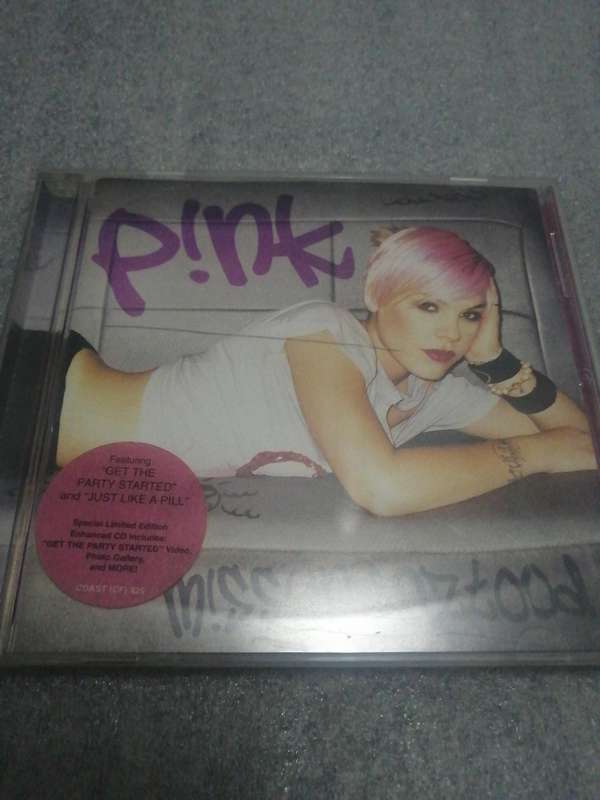 P!nk
Featuring
"GET THE
PARTY STARTED"
and "JUST LIKE A PILL"
Special Limited Edition
Enhanced CD Includes:
"GET THE PARTY STARTED" Video,
Photo Gallery,
and MORE!